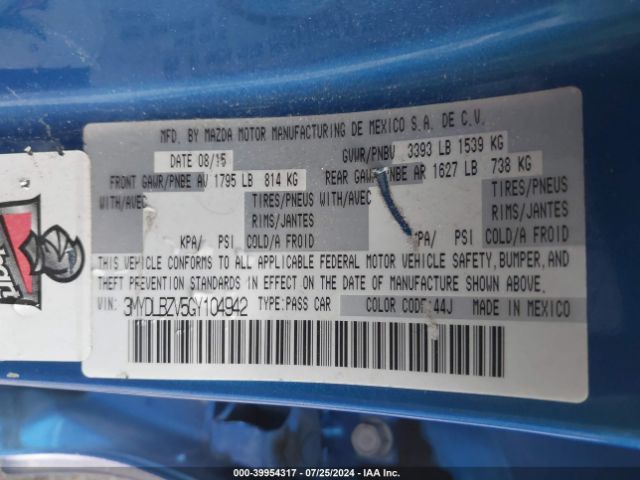 MFD. BY MAZDA MOTOR MANUFACTURING DE MEXICO S.A. DE C.V.
DATE 08/15 GVWR/PNBV 3393 LB 1539 KG
FRONT GAWR/PNBE AV 1795 LB 814 KG REAR GAWR/PNBE AR 1627 LB 738 KG
WITH/AVEC TIRES/PNEUS WITH/AVEC TIRES/PNEUS
RIMS/JANTES RIMS/JANTES
KPA/ PSI COLD/A FROID PA/ PSI COLD/A FROID
THIS VEHICLE CONFORMS TO ALL APPLICABLE FEDERAL MOTOR VEHICLE SAFETY, BUMPER, AND
THEFT PREVENTION STANDARDS IN EFFECT ON THE DATE OF MANUFACTURE SHOWN ABOVE.
VIN: 3MYDLBZV5GY104942 TYPE:PASS CAR COLOR CODE:44J MADE IN MEXICO
000-39954317 - 07/25/2024 - IAA Inc.